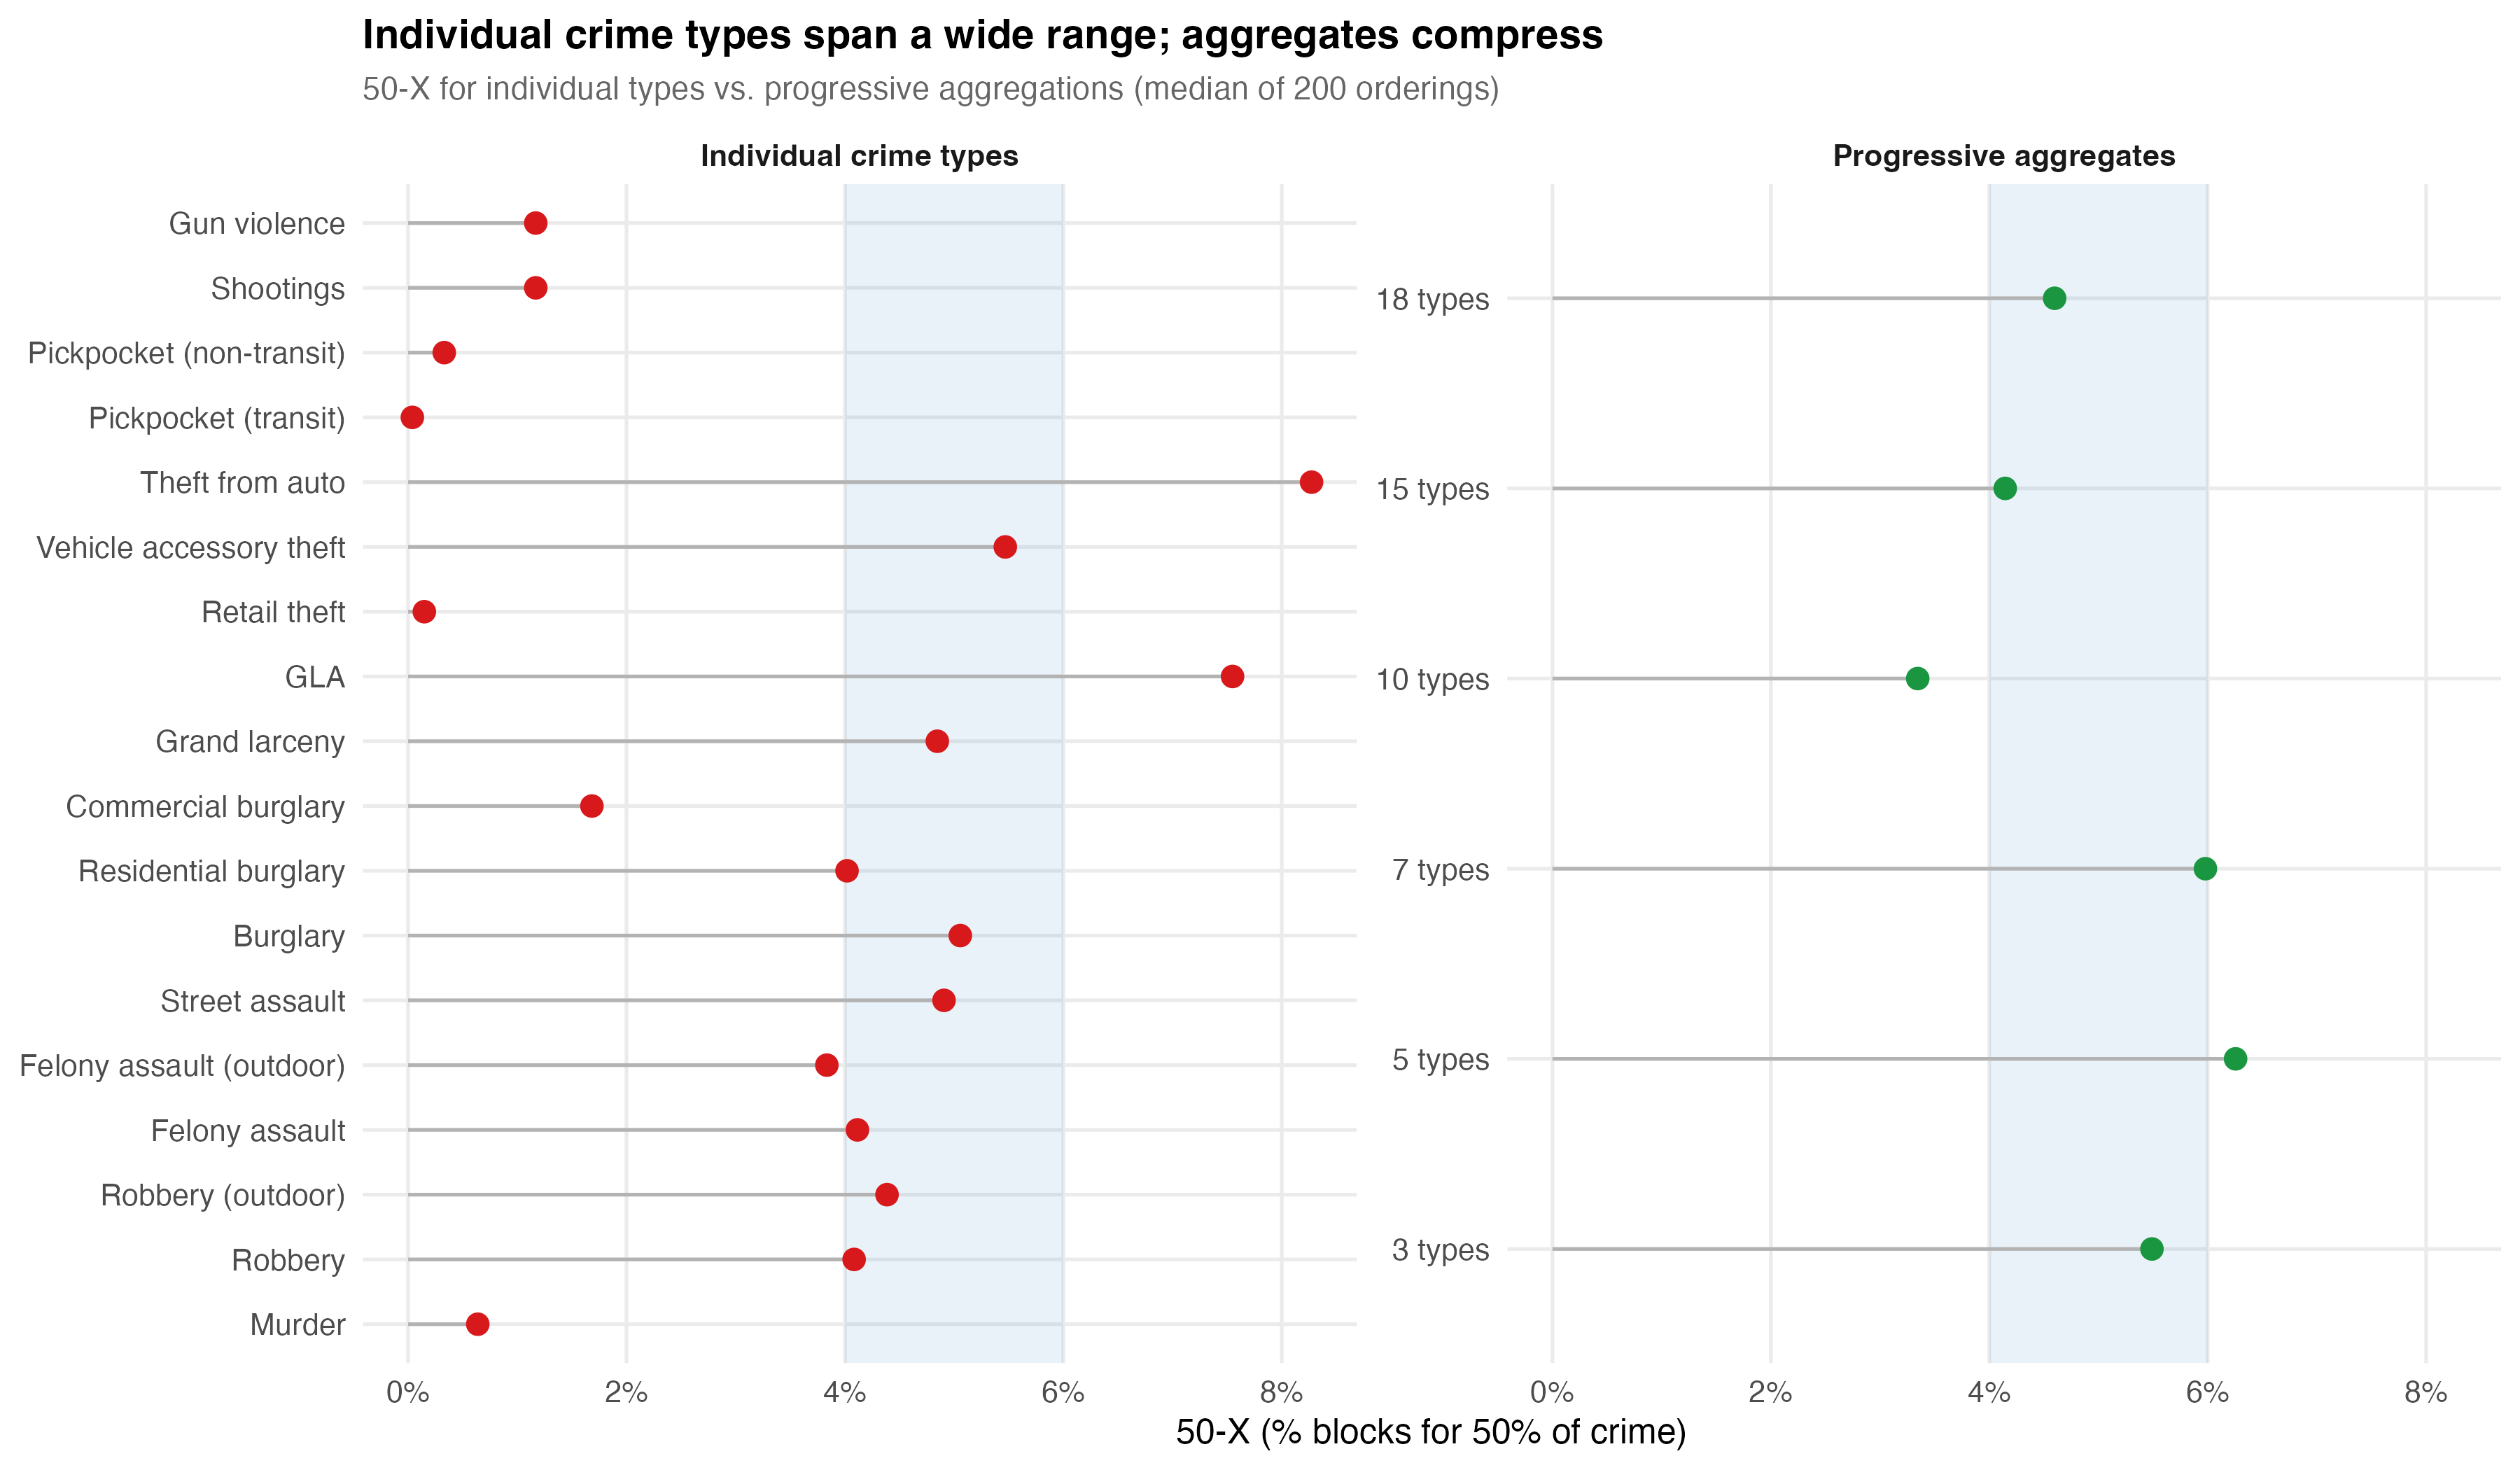 Individual crime types span a wide range; aggregates compress
50-X for individual types vs. progressive aggregations (median of 200 orderings)
Individual crime types
Gun violence
Shootings
Pickpocket (non-transit)
Pickpocket (transit)
Theft from auto
Vehicle accessory theft
Retail theft
GLA
Grand larceny
Commercial burglary
Residential burglary
Burglary
Street assault
Felony assault (outdoor)
Felony assault
Robbery (outdoor)
Robbery
Murder
0% 2% 4% 6% 8%
Progressive aggregates
18 types
15 types
10 types
7 types
5 types
3 types
0% 2% 4% 6% 8%
50-X (% blocks for 50% of crime)